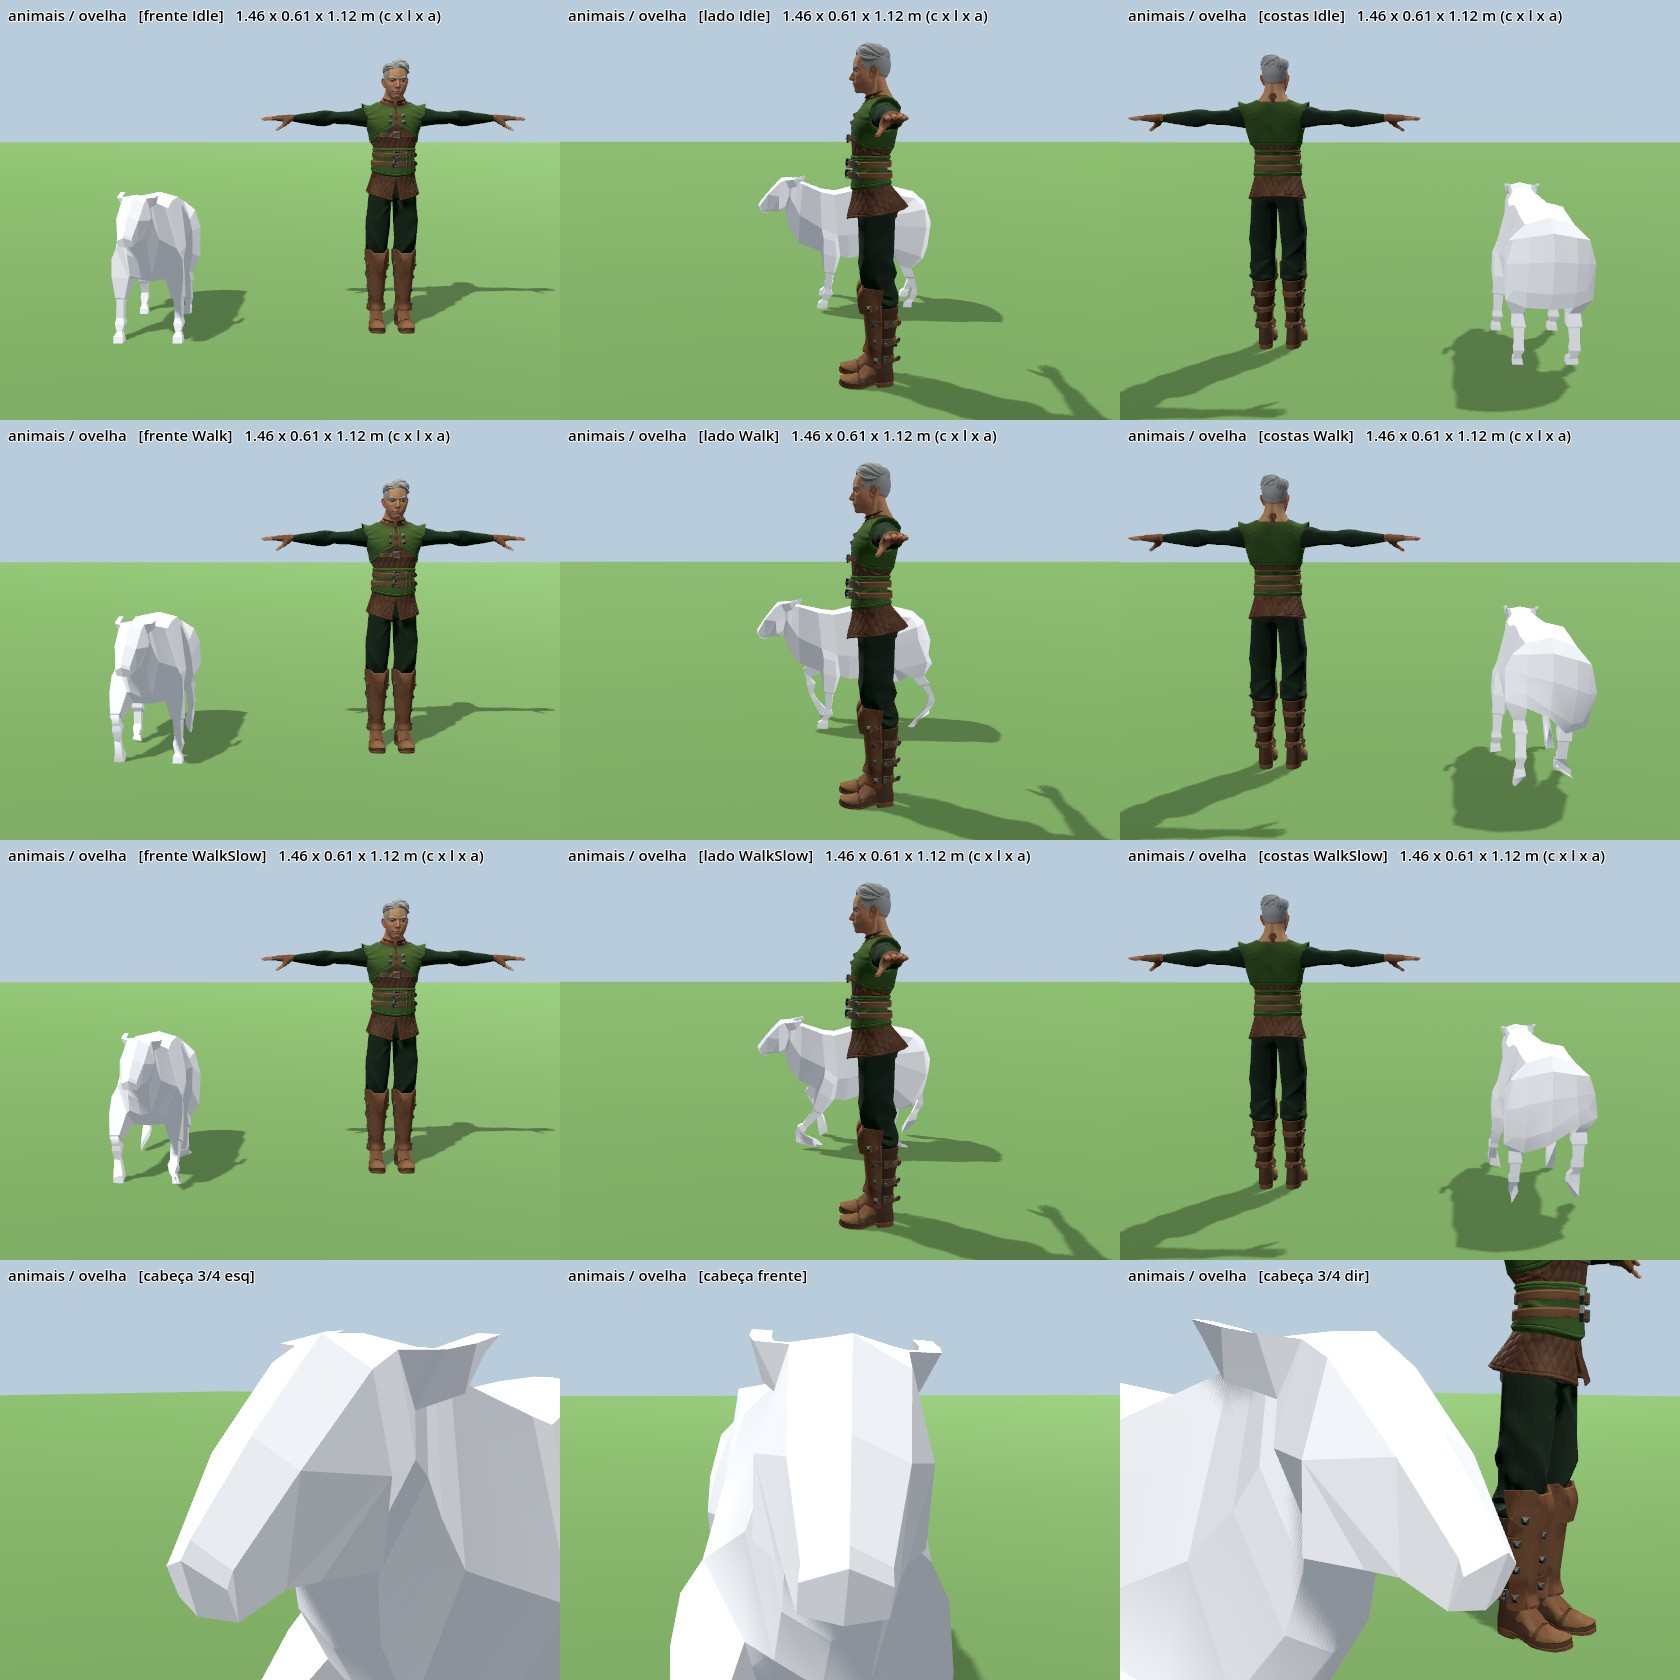 animais / ovelha [frente Idle] 1.46 x 0.61 x 1.12 m (c x l x a)
animais / ovelha [lado Idle] 1.46 x 0.61 x 1.12 m (c x l x a)
animais / ovelha [costas Idle] 1.46 x 0.61 x 1.12 m (c x l x a)
animais / ovelha [frente Walk] 1.46 x 0.61 x 1.12 m (c x l x a)
animais / ovelha [lado Walk] 1.46 x 0.61 x 1.12 m (c x l x a)
animais / ovelha [costas Walk] 1.46 x 0.61 x 1.12 m (c x l x a)
animais / ovelha [frente WalkSlow] 1.46 x 0.61 x 1.12 m (c x l x a)
animais / ovelha [lado WalkSlow] 1.46 x 0.61 x 1.12 m (c x l x a)
animais / ovelha [costas WalkSlow] 1.46 x 0.61 x 1.12 m (c x l x a)
animais / ovelha [cabeça 3/4 esq]
animais / ovelha [cabeça frente]
animais / ovelha [cabeça 3/4 dir]